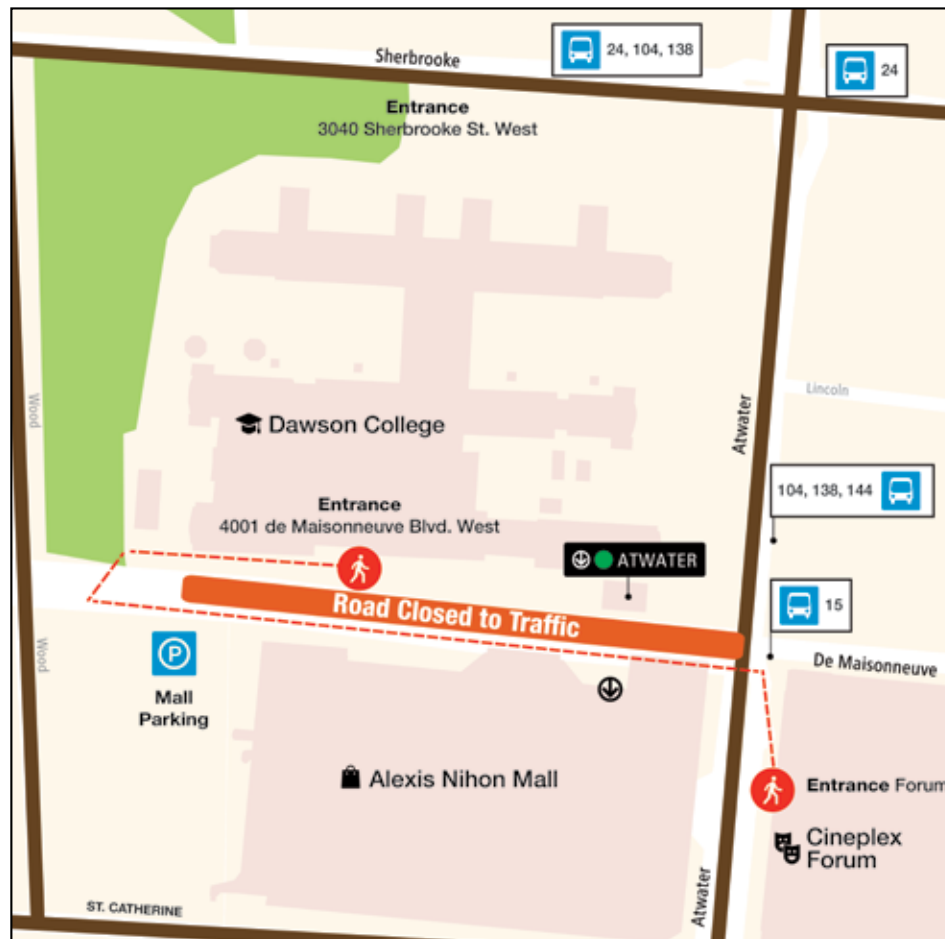 Sherbrooke
24, 104, 138
24
Entrance
3040 Sherbrooke St. West
Lincoln
Wood
Atwater
Dawson College
104, 138, 144
Entrance
4001 de Maisonneuve Blvd. West
ATWATER
Road Closed to Traffic
15
De Maisonneuve
Wood
P
Mall
Parking
Alexis Nihon Mall
Entrance Forum
Cineplex
Forum
Atwater
ST. CATHERINE